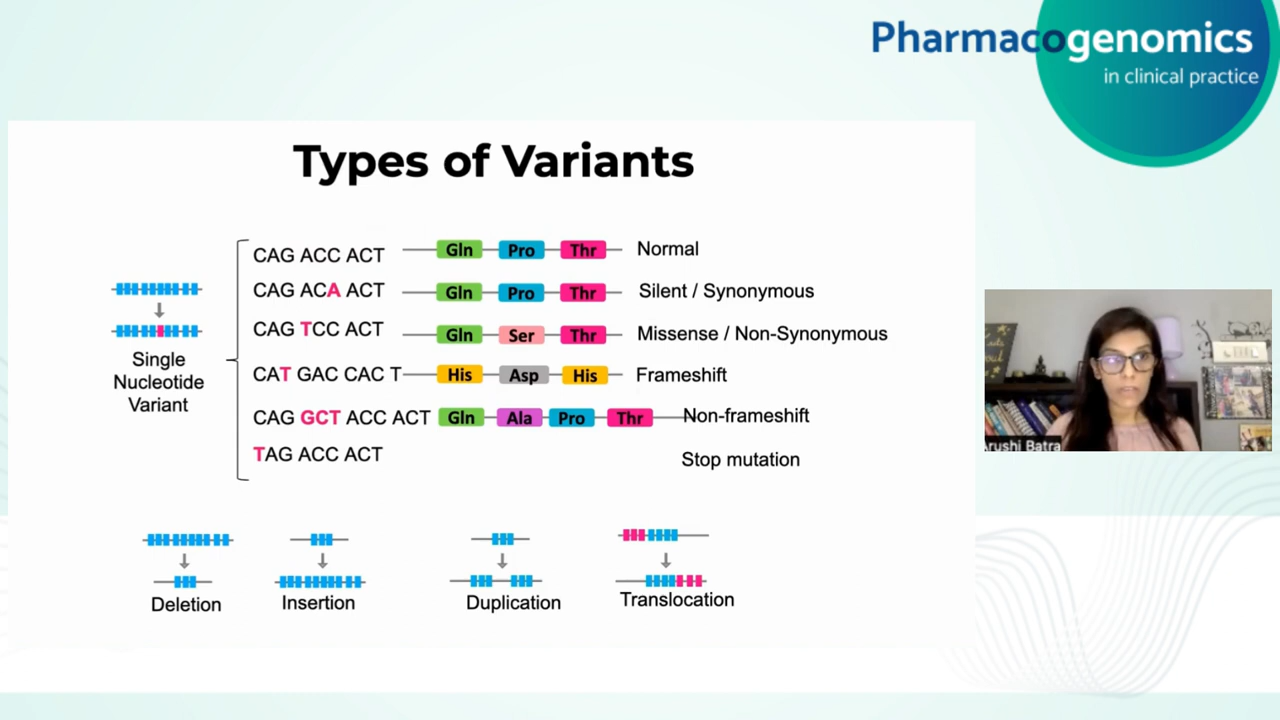 Pharmacogenomics
in clinical practice
Types of Variants
CAG ACC ACT Gln Pro Thr Normal
CAG ACA ACT Gln Pro Thr Silent / Synonymous
CAG TCC ACT Gln Ser Thr Missense / Non-Synonymous
CAT GAC CAC T His Asp His Frameshift
CAG GCT ACC ACT Gln Ala Pro Thr Non-frameshift
TAG ACC ACT Stop mutation
Single
Nucleotide
Variant
Deletion
Insertion
Duplication
Translocation
Arushi Batra